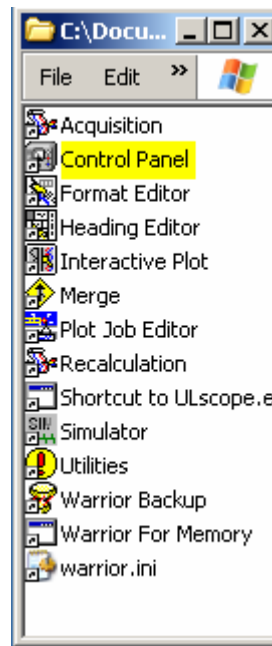 C:\Docu...
File Edit »
Acquisition
Control Panel
Format Editor
Heading Editor
Interactive Plot
Merge
Plot Job Editor
Recalculation
Shortcut to ULscope.e
Simulator
Utilities
Warrior Backup
Warrior For Memory
warrior.ini